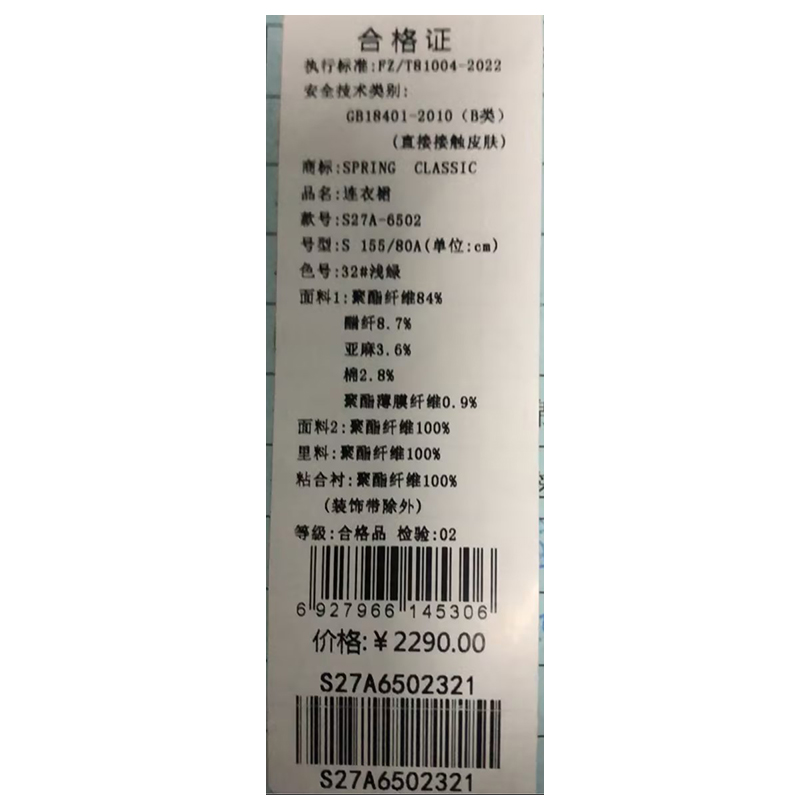 合格证
执行标准:FZ/T81004-2022
安全技术类别:
GB18401-2010（B类）
(直接接触皮肤)
商标:SPRING CLASSIC
品名:连衣裙
款号:S27A-6502
号型:S 155/80A(单位:cm)
色号:32#浅绿
面料1:聚酯纤维84%
醋纤8.7%
亚麻3.6%
棉2.8%
聚酯薄膜纤维0.9%
面料2:聚酯纤维100%
里料:聚酯纤维100%
粘合衬:聚酯纤维100%
(装饰带除外)
等级:合格品 检验:02
6 927966 145306
价格:￥2290.00
S27A6502321
S27A6502321